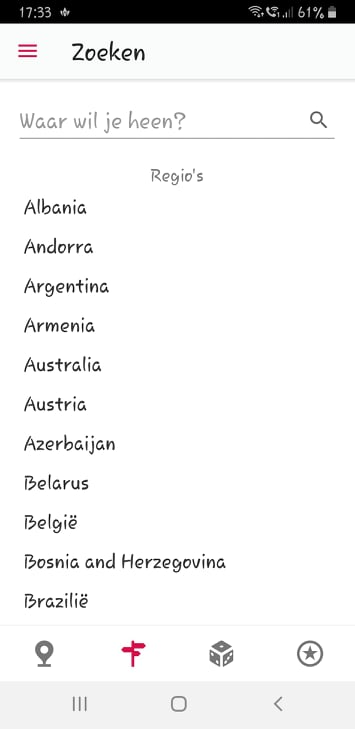 17:33
61%
Zoeken
Waar wil je heen?
Regio's
Albania
Andorra
Argentina
Armenia
Australia
Austria
Azerbaijan
Belarus
België
Bosnia and Herzegovina
Brazilië